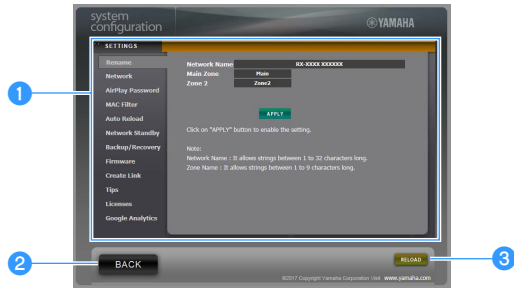 system
configuration
YAMAHA
SETTINGS
Rename
Network
AirPlay Password
MAC Filter
Auto Reload
Network Standby
Backup/Recovery
Firmware
Create Link
Tips
Licenses
Google Analytics
Network Name RX-XXXX XXXXXX
Main Zone Main
Zone 2 Zone2
APPLY
Click on "APPLY" button to enable the setting.
Note:
Network Name : It allows strings between 1 to 32 characters long.
Zone Name : It allows strings between 1 to 9 characters long.
1
2
BACK
RELOAD
3
©2017 Copyright Yamaha Corporation Visit www.yamaha.com